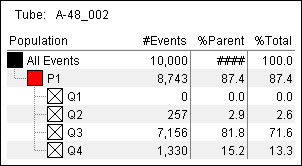 Tube: A-48_002
Population #Events %Parent %Total
All Events 10,000 #### 100.0
P1 8,743 87.4 87.4
Q1 0 0.0 0.0
Q2 257 2.9 2.6
Q3 7,156 81.8 71.6
Q4 1,330 15.2 13.3